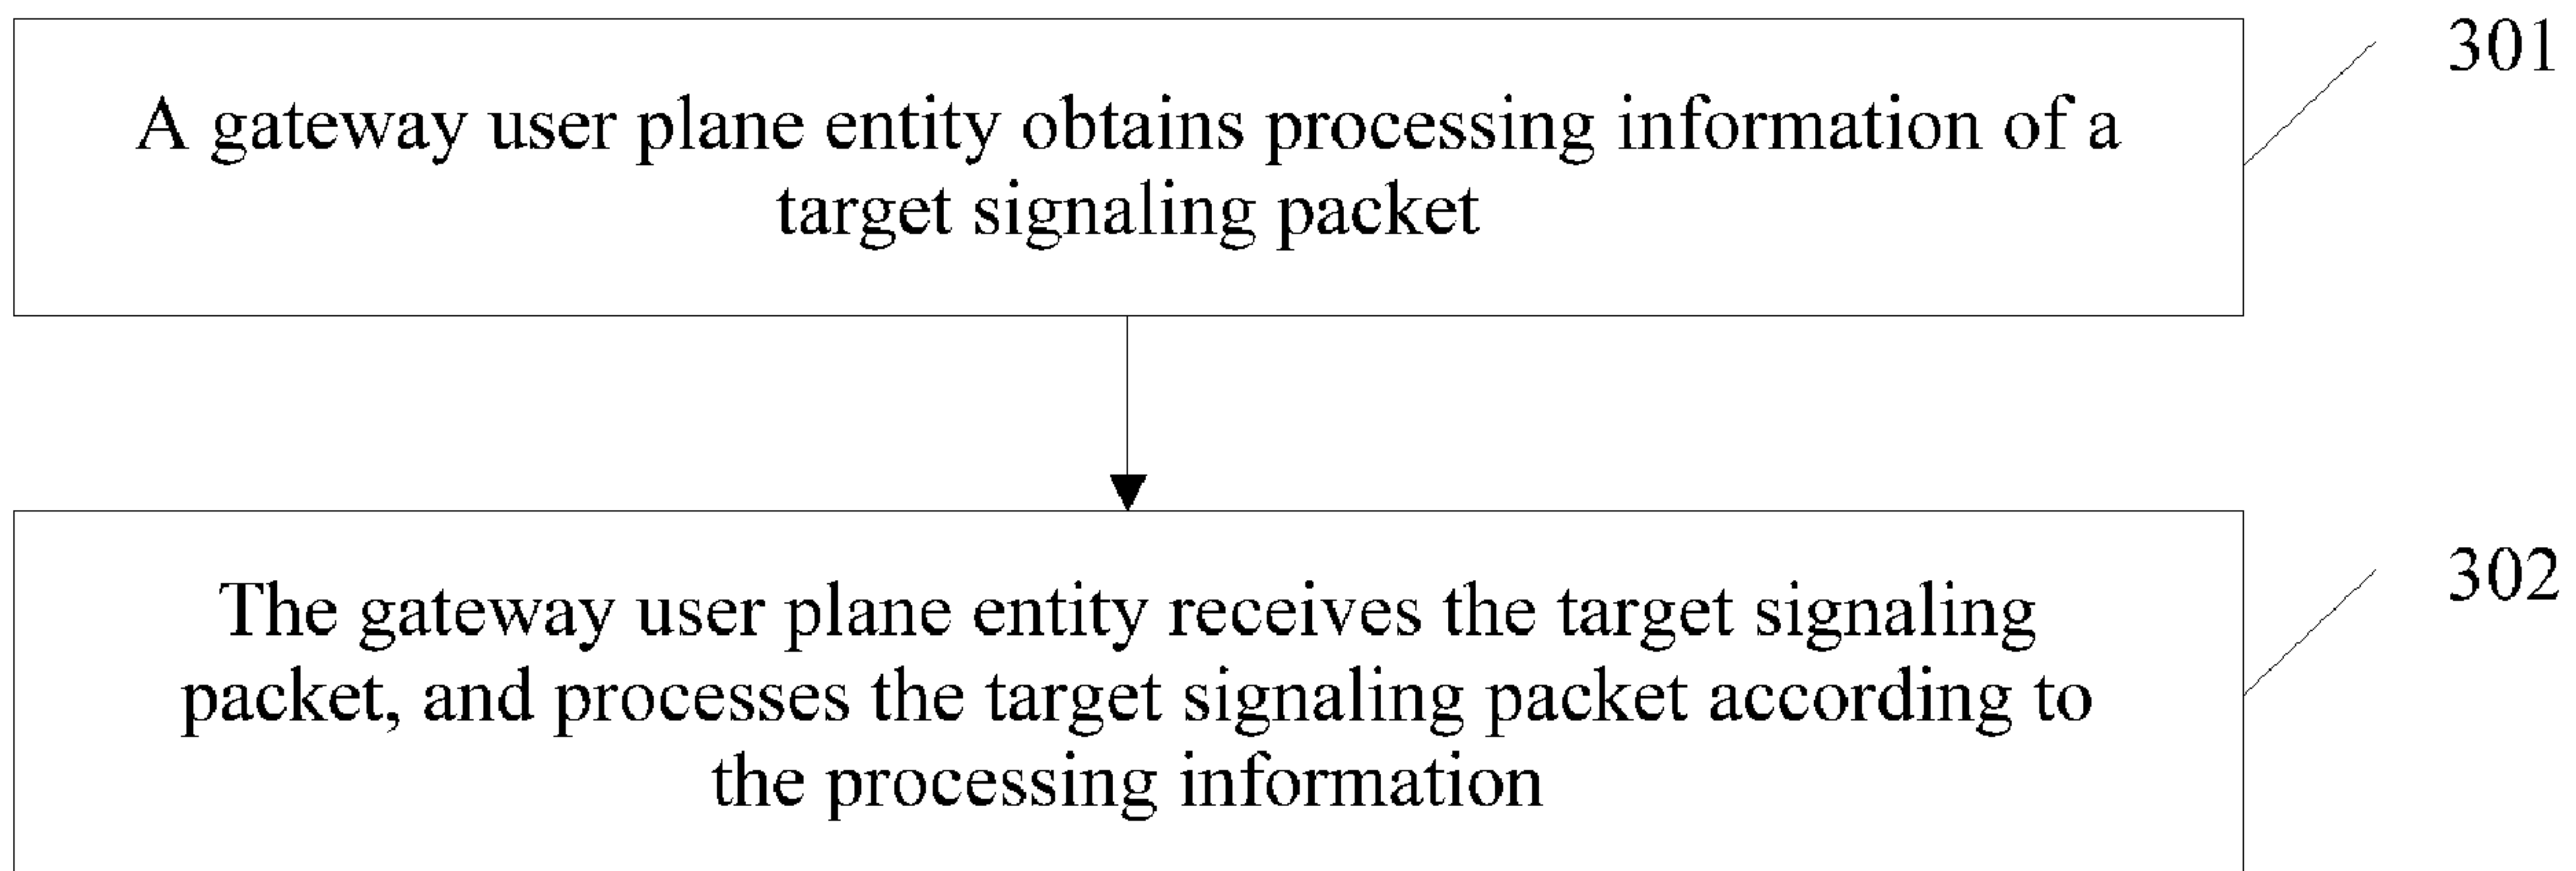 301
A gateway user plane entity obtains processing information of a
target signaling packet
302
The gateway user plane entity receives the target signaling
packet, and processes the target signaling packet according to
the processing information